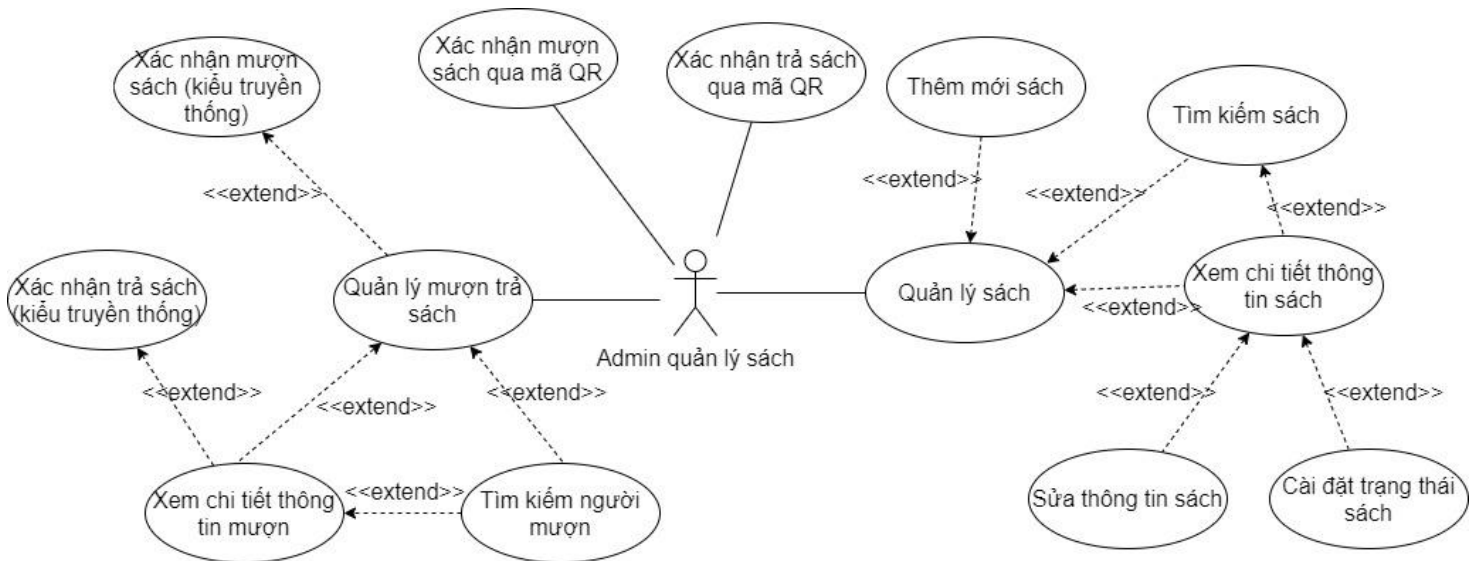 Xác nhận mượn
sách (kiểu truyền
thống)
Xác nhận mượn
sách qua mã QR
Xác nhận trả sách
qua mã QR
Thêm mới sách
Tìm kiếm sách
<<extend>>
<<extend>>
<<extend>>
<<extend>>
Xác nhận trả sách
(kiểu truyền thống)
Quản lý mượn trả
sách
Admin quản lý sách
Quản lý sách
<<extend>>
Xem chi tiết thông
tin sách
<<extend>>
<<extend>>
<<extend>>
<<extend>>
<<extend>>
Xem chi tiết thông
tin mượn
<<extend>>
Tìm kiếm người
mượn
Sửa thông tin sách
Cài đặt trạng thái
sách